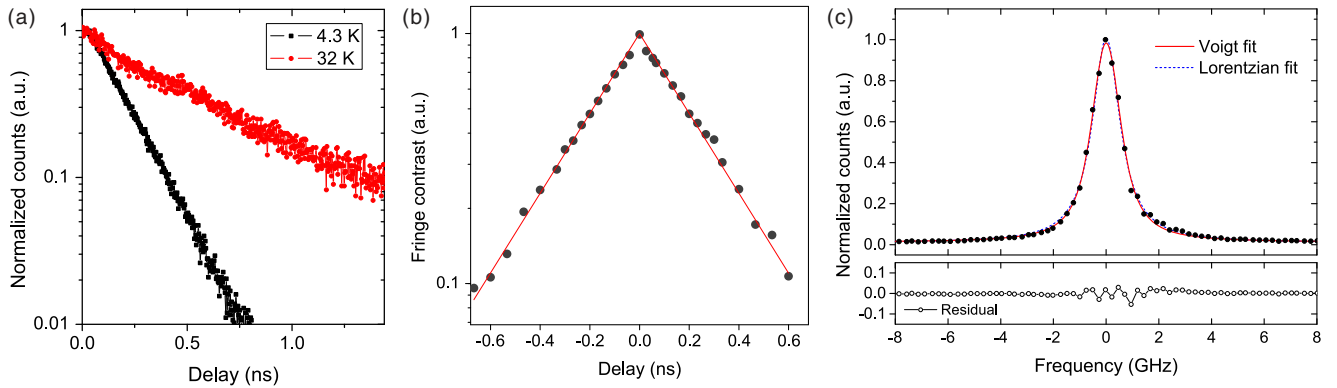 (a)
Normalized counts (a.u.)
1
0.1
0.01
4.3 K
32 K
0.0 0.5 1.0
Delay (ns)
(b)
Fringe contrast (a.u.)
1
0.1
-0.6 -0.4 -0.2 0.0 0.2 0.4 0.6
Delay (ns)
(c)
Normalized counts (a.u.)
1.0
0.8
0.6
0.4
0.2
0.0
Voigt fit
Lorentzian fit
0.1
0.0
-0.1
Residual
-8 -6 -4 -2 0 2 4 6 8
Frequency (GHz)